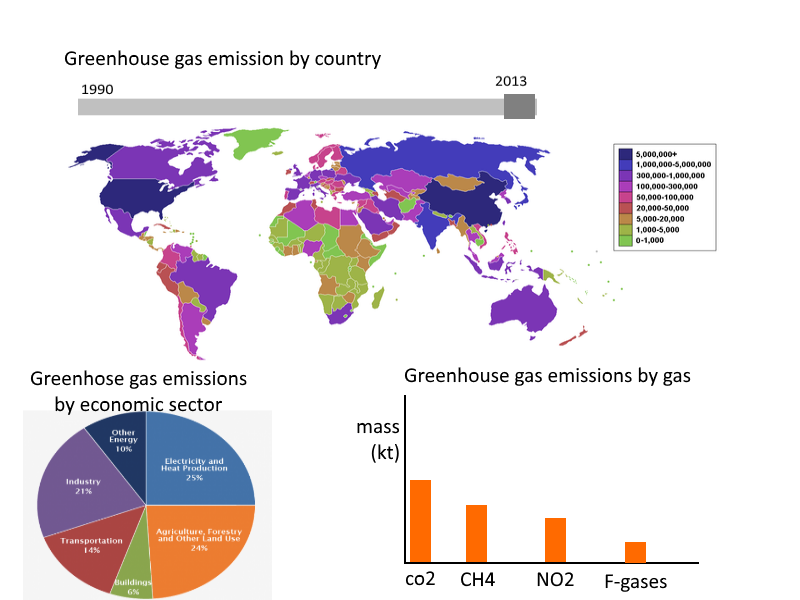 Greenhouse gas emission by country
1990
2013
5,000,000+
1,000,000-5,000,000
300,000-1,000,000
100,000-300,000
50,000-100,000
20,000-50,000
5,000-20,000
1,000-5,000
0-1,000
Greenhose gas emissions
by economic sector
Other
Energy
10%
Electricity and
Heat Production
25%
Industry
21%
Agriculture, Forestry
and Other Land Use
24%
Transportation
14%
Buildings
6%
Greenhouse gas emissions by gas
mass
(kt)
co2
CH4
NO2
F-gases